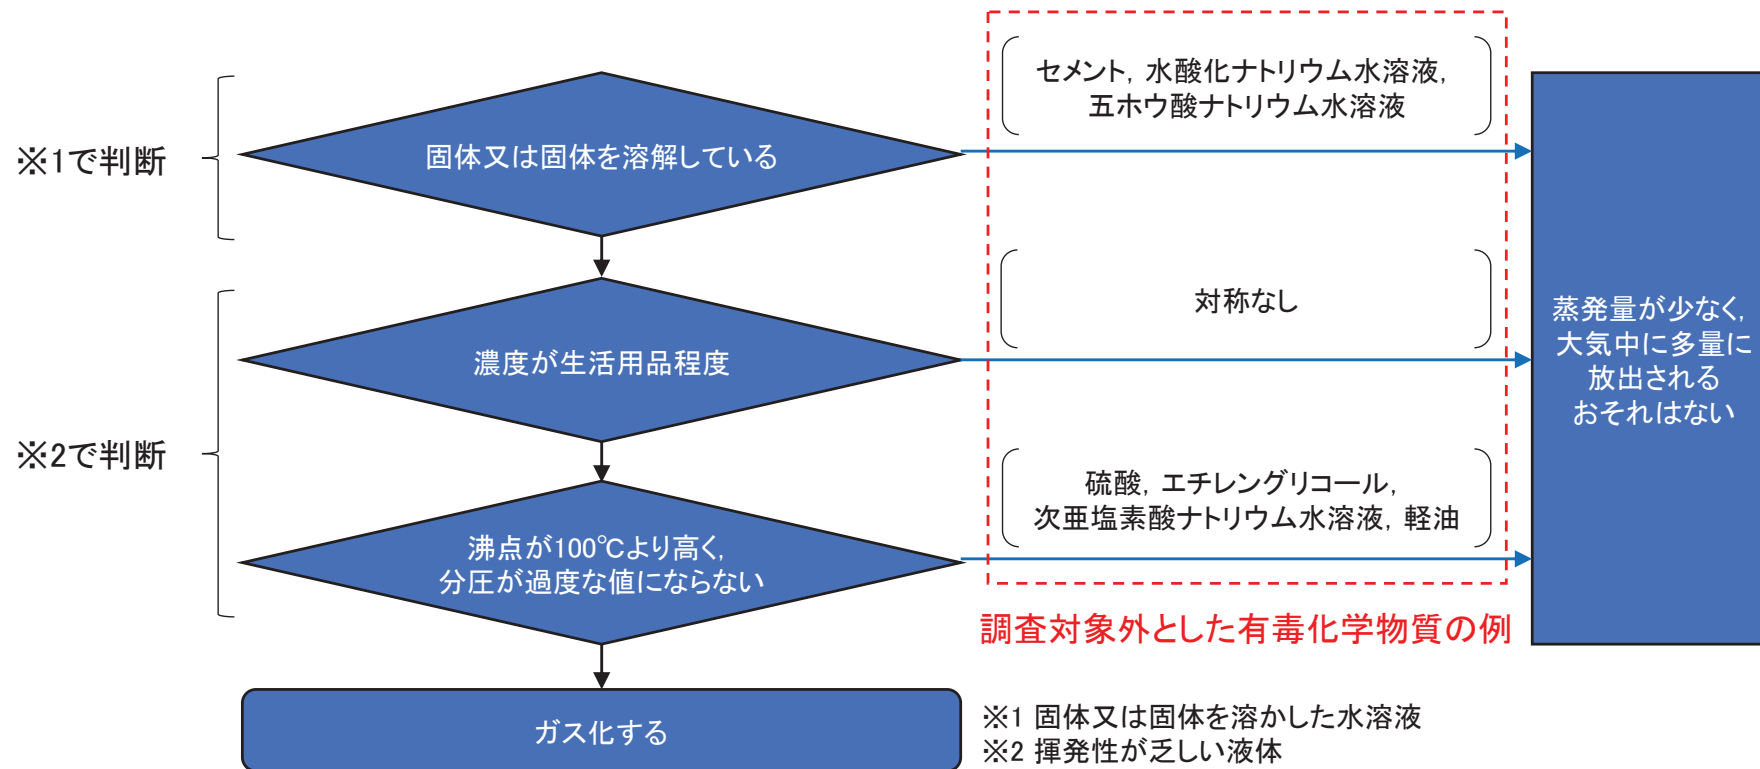 ※1で判断
固体又は固体を溶解している
セメント，水酸化ナトリウム水溶液，
五ホウ酸ナトリウム水溶液
対称なし
濃度が生活用品程度
※2で判断
硫酸，エチレングリコール，
次亜塩素酸ナトリウム水溶液，軽油
沸点が100℃より高く，
分圧が過度な値にならない
蒸発量が少なく，
大気中に多量に
放出される
おそれはない
調査対象外とした有毒化学物質の例
ガス化する
※1 固体又は固体を溶かした水溶液
※2 揮発性が乏しい液体